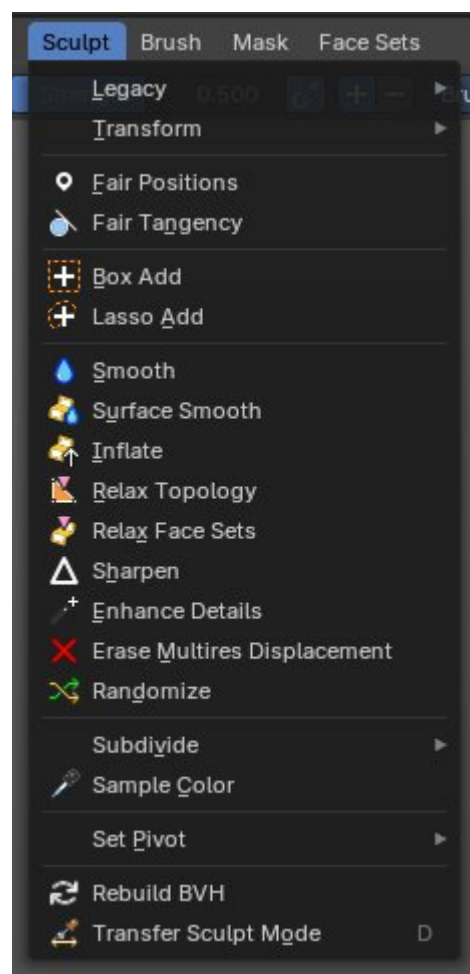 Sculpt Brush Mask Face Sets
Legacy
0.500
Transform
Fair Positions
Fair Tangency
Box Add
Lasso Add
Smooth
Surface Smooth
Inflate
Relax Topology
Relax Face Sets
Sharpen
Enhance Details
Erase Multires Displacement
Randomize
Subdivide
Sample Color
Set Pivot
Rebuild BVH
Transfer Sculpt Mode D